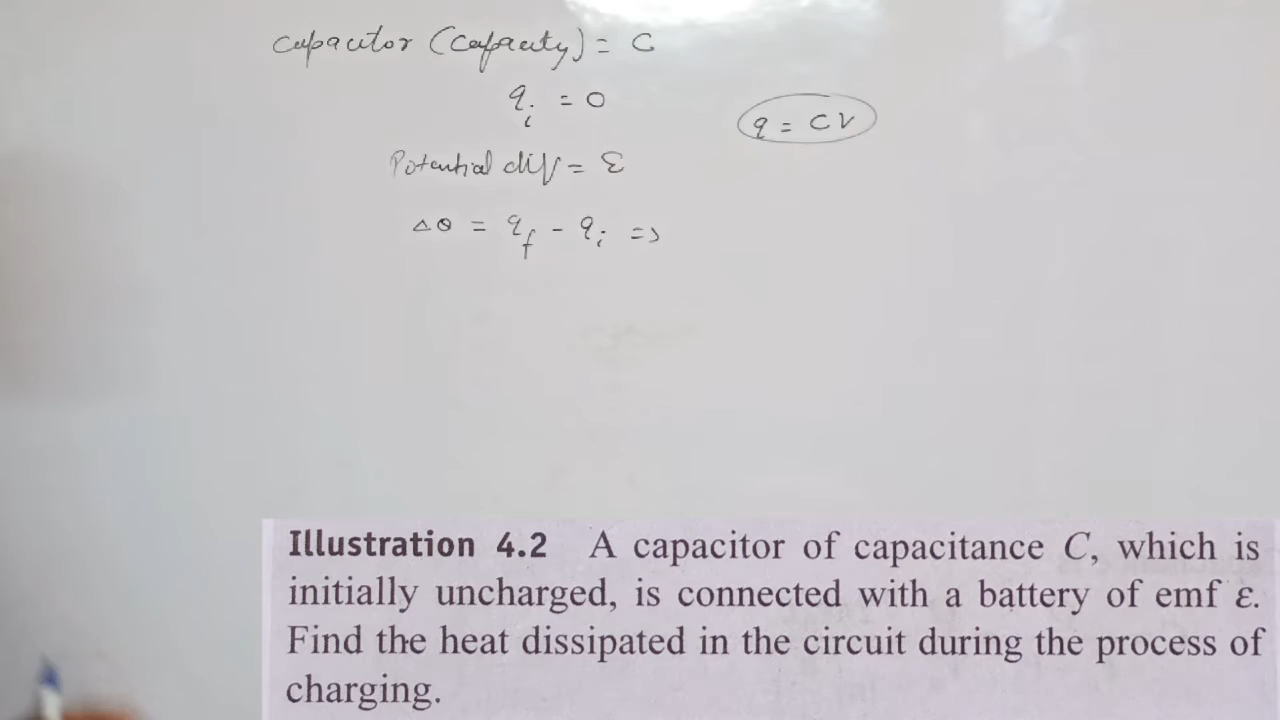 capacitor (capacity) = C
q_i = 0
q = CV
Potential diff = ε
ΔQ = q_f - q_i =>
Illustration 4.2 A capacitor of capacitance C, which is
initially uncharged, is connected with a battery of emf ε.
Find the heat dissipated in the circuit during the process of
charging.